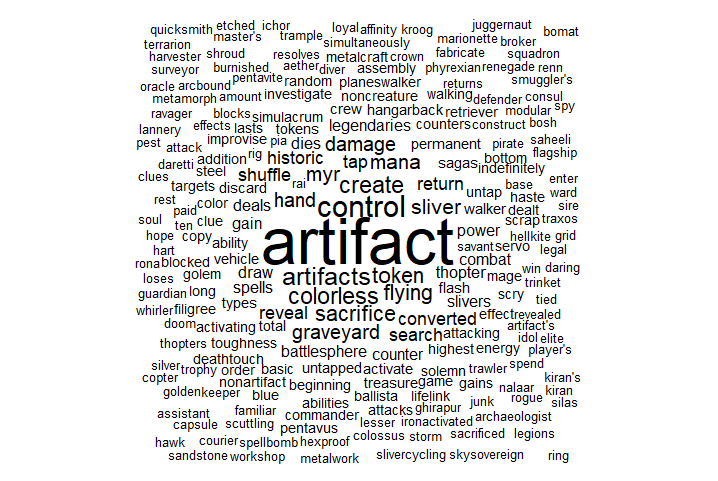 quicksmith etched ichor loyal affinity kroog juggernaut bomat
terrarion master's trample simultaneously marionette broker
harvester shroud resolves metalcraft crown fabricate squadron
surveyor burnished aether diver assembly phyrexian renegade renn
oracle arcbound pentavite random planeswalker returns smuggler's
metamorph amount investigate noncreature walking defender consul
ravager blocks simulacrum crew hangarback retriever modular spy
lannery effects lasts tokens legendaries counters construct bosh
pest attack improvise pia dies damage permanent pirate saheeli
daretti addition rig historic tap mana sagas bottom flagship
clues steel shuffle myr indefinitely
targets discard rai create return untap base enter
rest color deals hand control sliver walker haste ward
paid dealt sire
soul ten clue gain scrap traxos
hope copy ability artifact power hellkite grid
hart savant servo legal
rona blocked vehicle combat
loses golem draw artifacts token thopter mage win daring
guardian long spells colorless flying flash scry trinket
whirler filigree types slivers tied
doom activating total reveal sacrifice converted effect revealed
graveyard search attacking artifact's
thopters toughness idol elite
deathtouch battlesphere counter highest energy player's
silver trophy order basic untapped activate solemn trawler spend
copter nonartifact beginning treasure game gains nalaar kiran's
golden keeper blue ballista lifelink junk rogue kiran
abilities silas
assistant familiar commander attacks ghirapur archaeologist
capsule scuttling pentavus lesser iron activated
hawk courier spellbomb hexproof colossus storm sacrificed legions
sandstone workshop metalwork slivercycling skysovereign ring